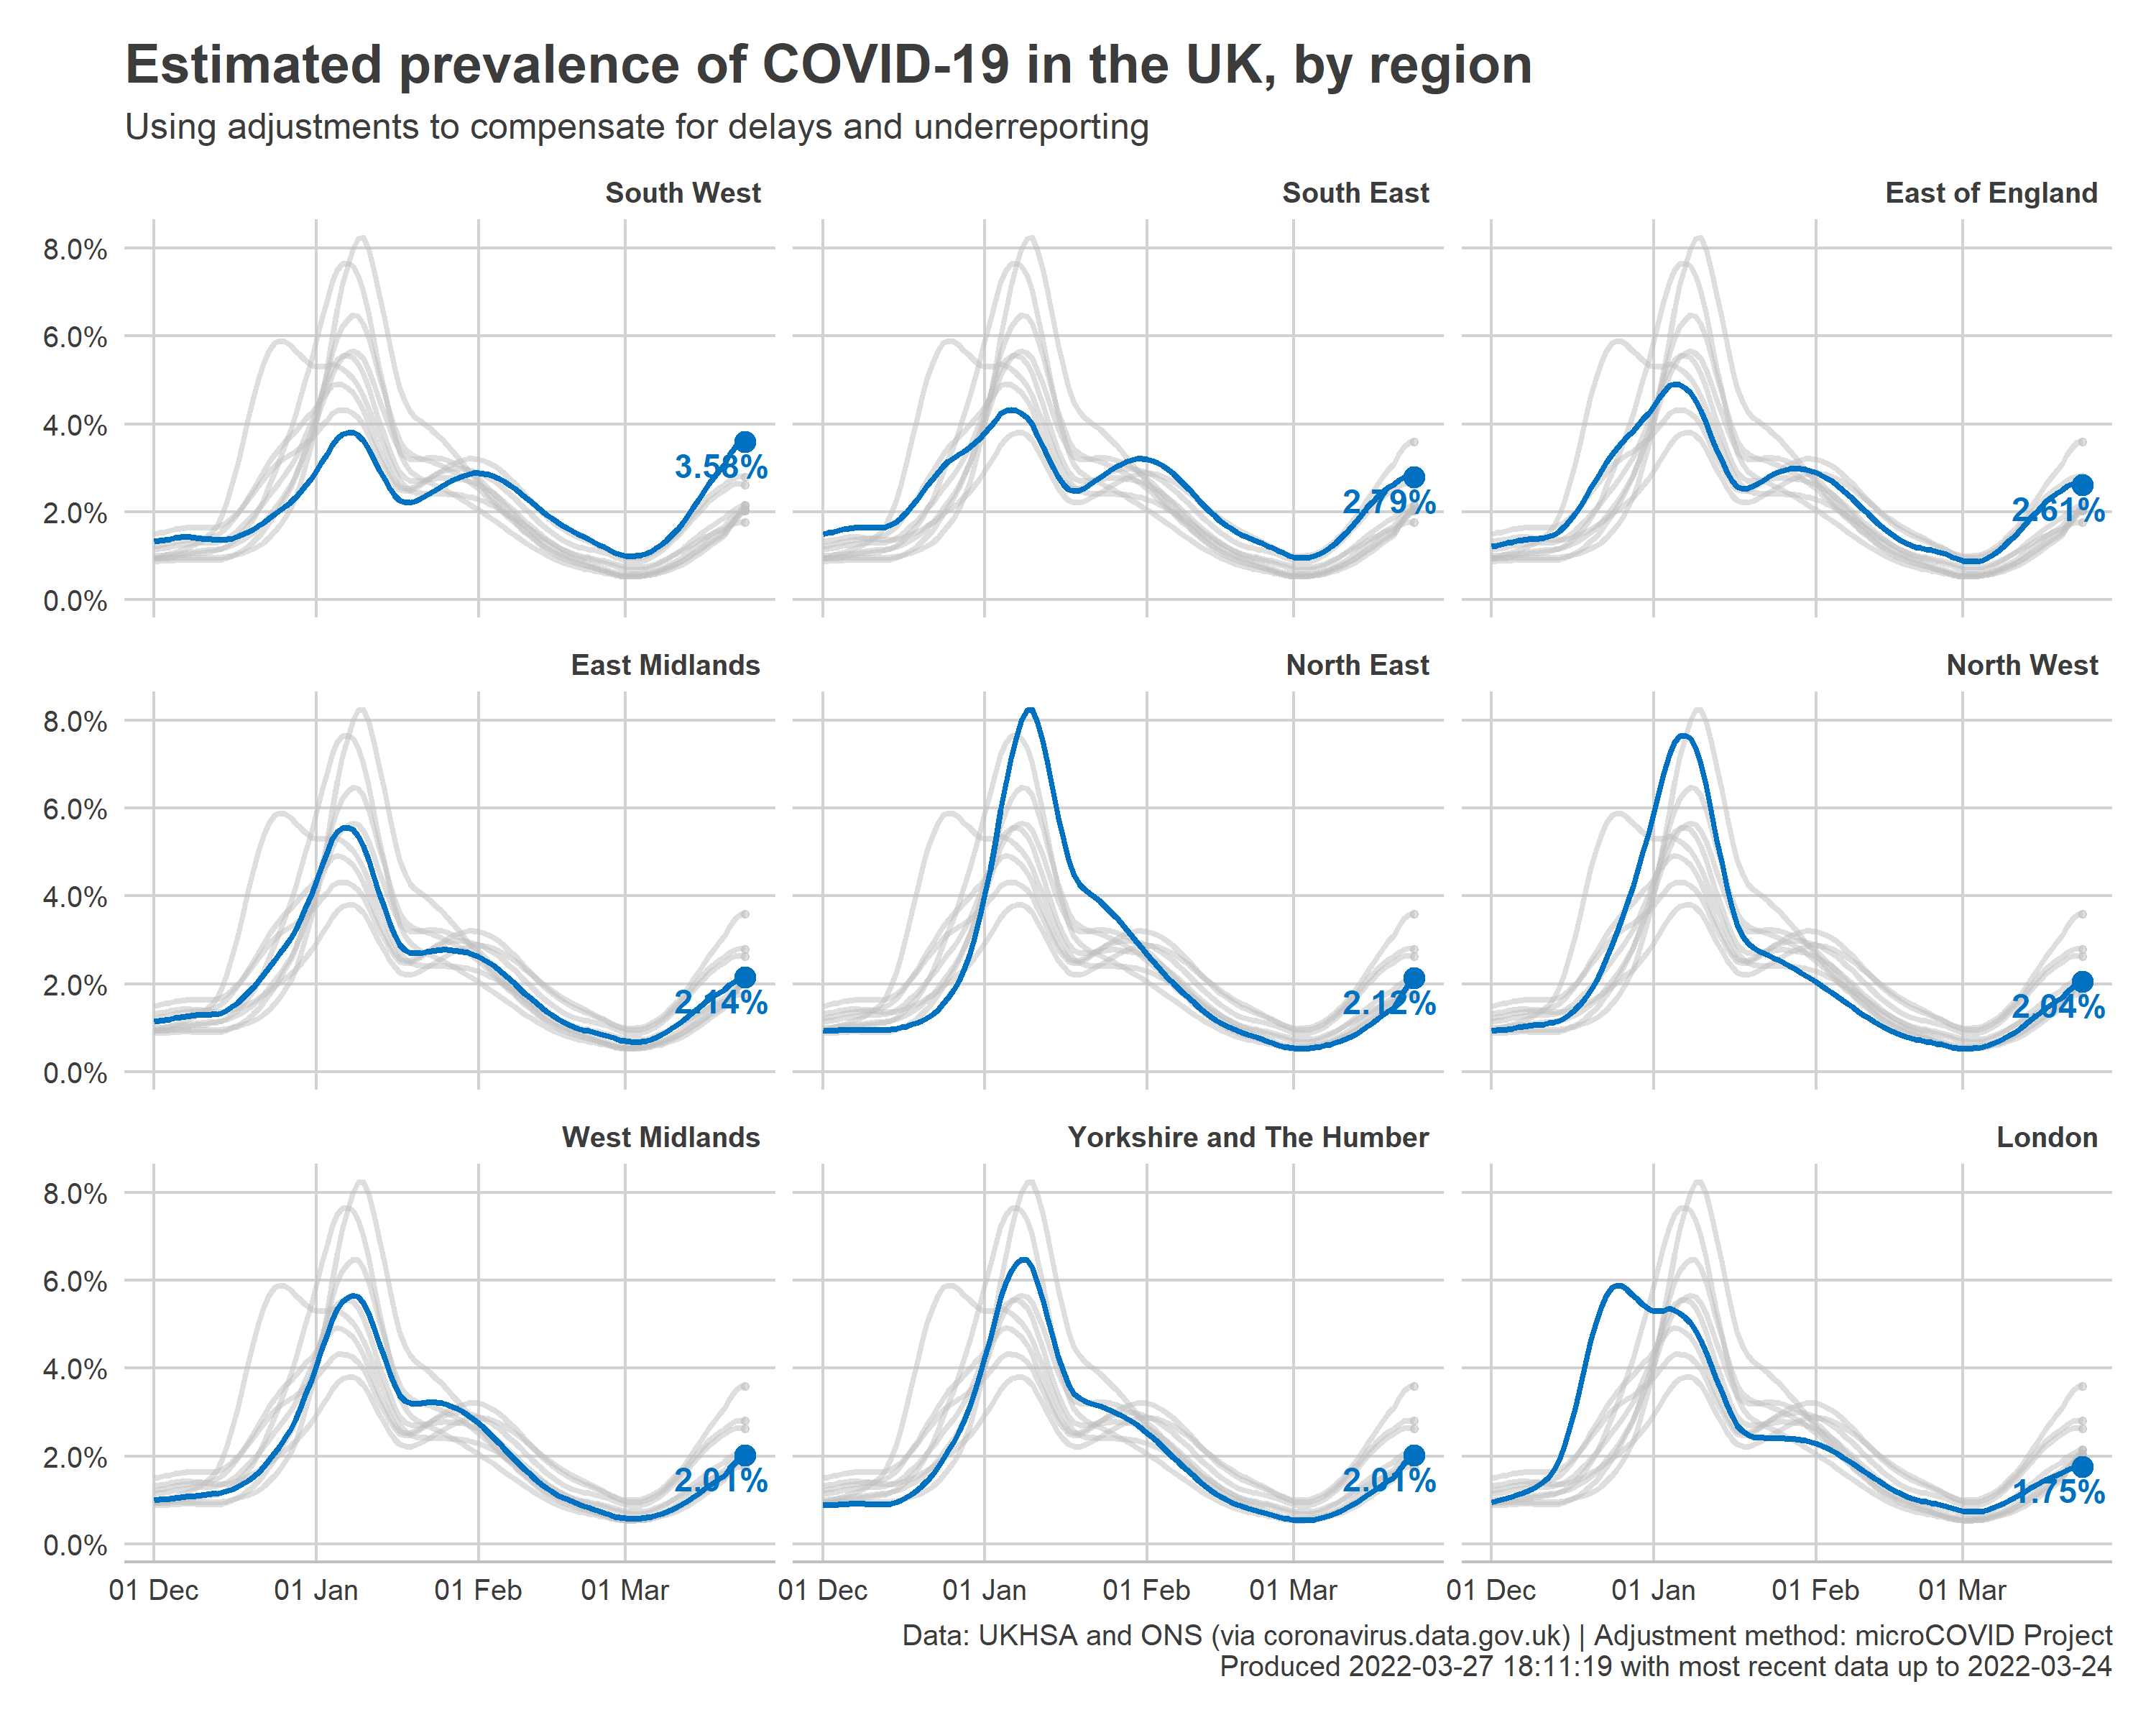 Estimated prevalence of COVID-19 in the UK, by region
Using adjustments to compensate for delays and underreporting
South West
South East
East of England
8.0%
6.0%
4.0%
2.0%
0.0%
3.58%
2.79%
2.61%
East Midlands
North East
North West
8.0%
6.0%
4.0%
2.0%
0.0%
2.14%
2.12%
2.04%
West Midlands
Yorkshire and The Humber
London
8.0%
6.0%
4.0%
2.0%
0.0%
2.01%
2.01%
1.75%
01 Dec 01 Jan 01 Feb 01 Mar 01 Dec 01 Jan 01 Feb 01 Mar 01 Dec 01 Jan 01 Feb 01 Mar
Data: UKHSA and ONS (via coronavirus.data.gov.uk) | Adjustment method: microCOVID Project
Produced 2022-03-27 18:11:19 with most recent data up to 2022-03-24